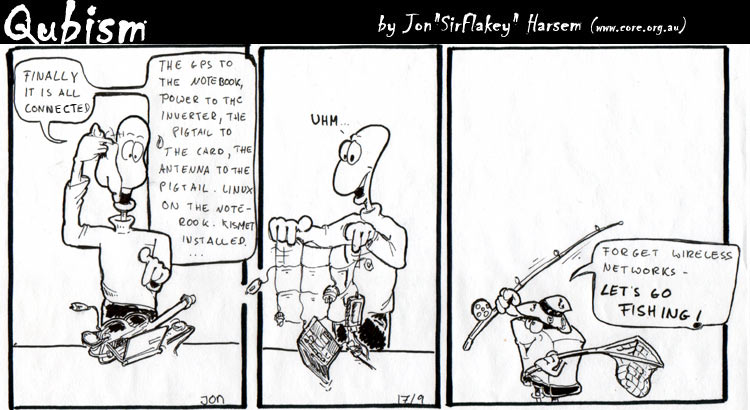 Qubism
by Jon "SirFlakey" Harsem (www.core.org.au)
FINALLY
IT IS ALL
CONNECTED
THE GPS TO
THE NOTEBOOK,
POWER TO THE
INVERTER, THE
PIGTAIL TO
THE CARD, THE
ANTENNA TO THE
PIGTAIL. LINUX
ON THE NOTE-
ROOK. KISMET
INSTALLED.
...
JON
UHM...
17/9
FORGET WIRELESS
NETWORKS -
LET'S GO
FISHING!